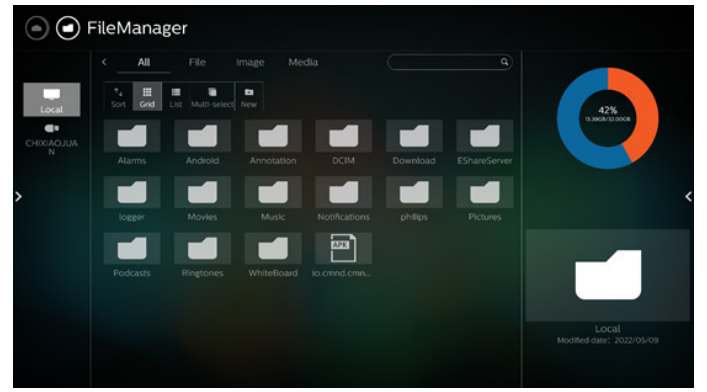 FileManager
All File Image Media
Sort Grid List Multi-select New
Local
CHIXIAOJUA
N
Alarms Android Annotation DCIM Download EShareServer
logger Movies Music Notifications philips Pictures
APK
Podcasts Ringtones WhiteBoard io.cmnd.cmn...
42%
13.39GB/32.00GB
Local
Modified date: 2022/05/09